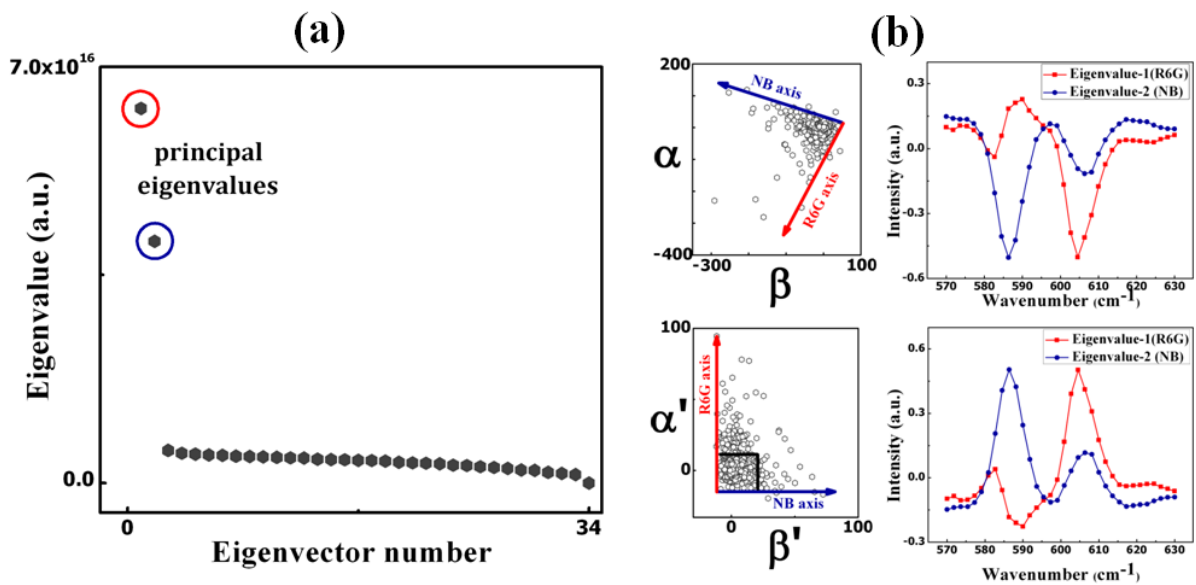 (a)
7.0x10¹⁶
0.0
Eigenvalue (a.u.)
principal
eigenvalues
0
34
Eigenvector number
(b)
200
-400
α
NB axis
R6G axis
-300
100
β
0.3
0.0
-0.3
-0.6
Intensity (a.u.)
Eigenvalue-1(R6G)
Eigenvalue-2 (NB)
570 580 590 600 610 620 630
Wavenumber (cm⁻¹)
100
0
α'
R6G axis
NB axis
0
100
β'
0.6
0.3
0.0
-0.3
Intensity (a.u.)
Eigenvalue-1(R6G)
Eigenvalue-2 (NB)
570 580 590 600 610 620 630
Wavenumber (cm⁻¹)